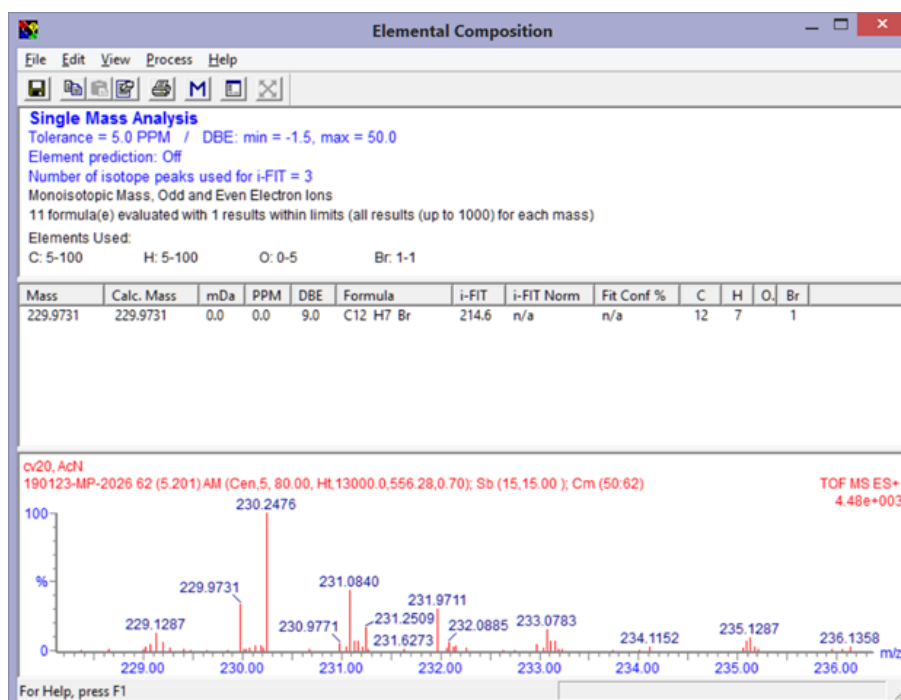 Elemental Composition
File Edit View Process Help
M
Single Mass Analysis
Tolerance = 5.0 PPM / DBE: min = -1.5, max = 50.0
Element prediction: Off
Number of isotope peaks used for i-FIT = 3
Monoisotopic Mass, Odd and Even Electron Ions
11 formula(e) evaluated with 1 results within limits (all results (up to 1000) for each mass)
Elements Used:
C: 5-100 H: 5-100 O: 0-5 Br: 1-1
Mass Calc. Mass mDa PPM DBE Formula i-FIT i-FIT Norm Fit Conf % C H O. Br
229.9731 229.9731 0.0 0.0 9.0 C12 H7 Br 214.6 n/a n/a 12 7 1
cv20, AcN
190123-MP-2026 62 (5.201) AM (Cen,5, 80.00, Ht,13000.0,556.28,0.70); Sb (15,15.00 ); Cm (50:62) TOF MS ES+
4.48e+003
230.2476
100
%
0
229.1287
229.9731
230.9771
231.0840
231.2509
231.6273
231.9711
232.0885
233.0783
234.1152
235.1287
236.1358
m/z
229.00 230.00 231.00 232.00 233.00 234.00 235.00 236.00
For Help, press F1